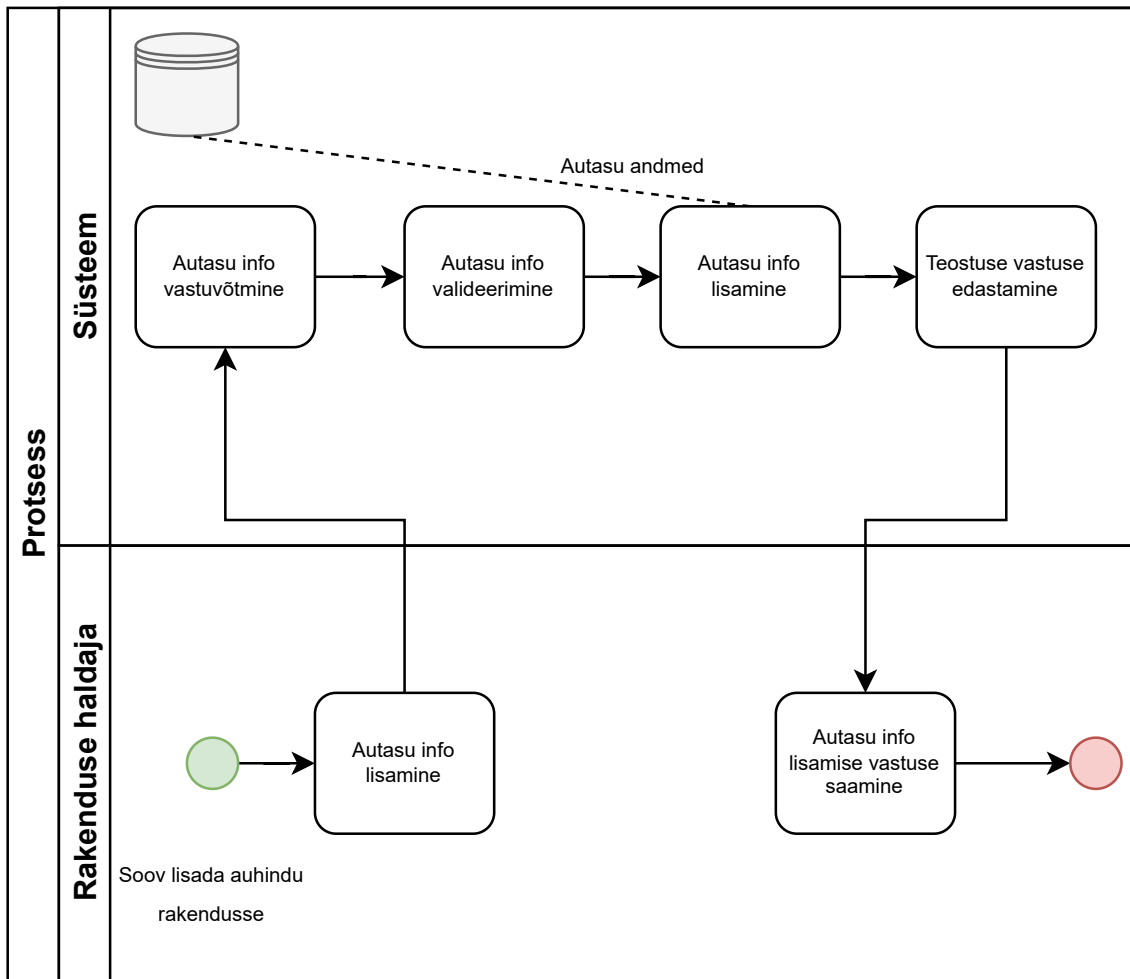 Protsess
Süsteem
Autasu andmed
Autasu info
vastuvõtmine
Autasu info
valideerimine
Autasu info
lisamine
Teostuse vastuse
edastamine
Rakenduse haldaja
Autasu info
lisamine
Autasu info
lisamise vastuse
saamine
Soov lisada auhindu
rakendusse